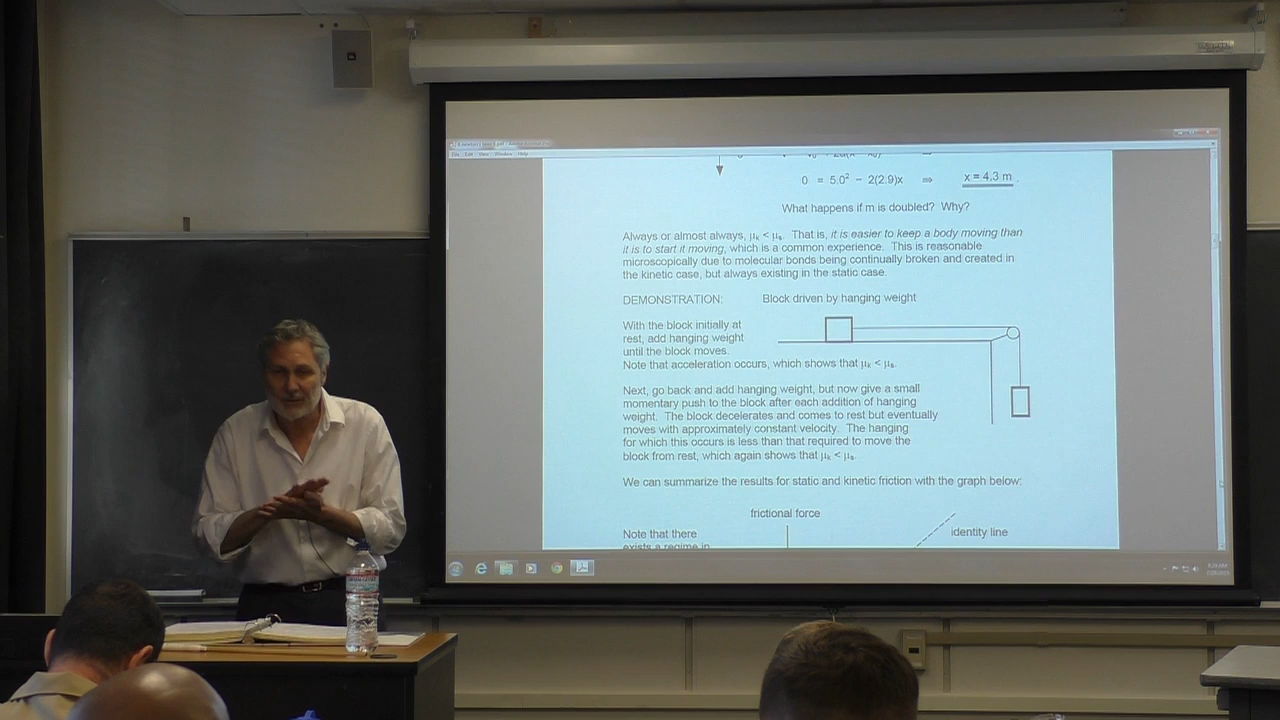 File Edit View Window Help
0 = 5.0² − 2(2.9)x ⇒ x = 4.3 m .
What happens if m is doubled? Why?
Always or almost always, μₖ < μₛ. That is, it is easier to keep a body moving than
it is to start it moving, which is a common experience. This is reasonable
microscopically due to molecular bonds being continually broken and created in
the kinetic case, but always existing in the static case.
DEMONSTRATION: Block driven by hanging weight
With the block initially at
rest, add hanging weight
until the block moves.
Note that acceleration occurs, which shows that μₖ < μₛ.
Next, go back and add hanging weight, but now give a small
momentary push to the block after each addition of hanging
weight. The block decelerates and comes to rest but eventually
moves with approximately constant velocity. The hanging
for which this occurs is less than that required to move the
block from rest, which again shows that μₖ < μₛ.
We can summarize the results for static and kinetic friction with the graph below:
frictional force
Note that there
identity line
exists a regime in